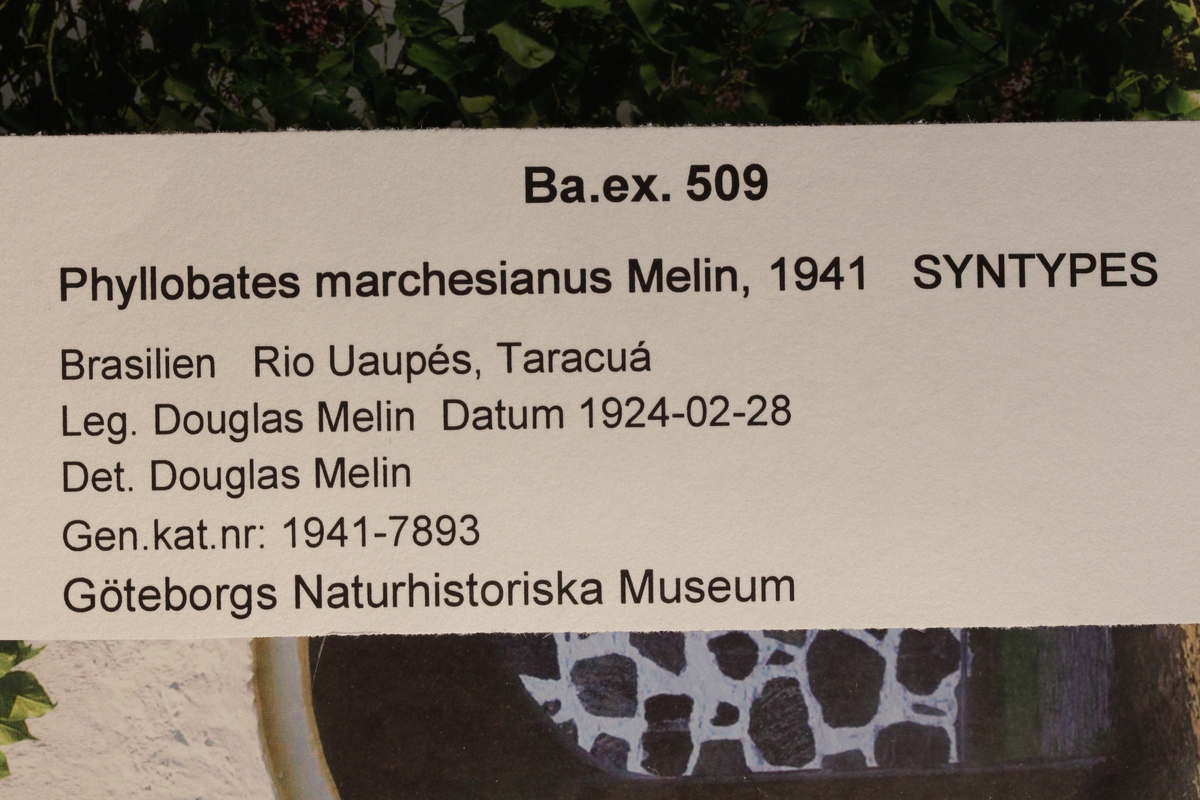 Ba.ex. 509
Phyllobates marchesianus Melin, 1941 SYNTYPES
Brasilien Rio Uaupés, Taracuá
Leg. Douglas Melin Datum 1924-02-28
Det. Douglas Melin
Gen.kat.nr: 1941-7893
Göteborgs Naturhistoriska Museum